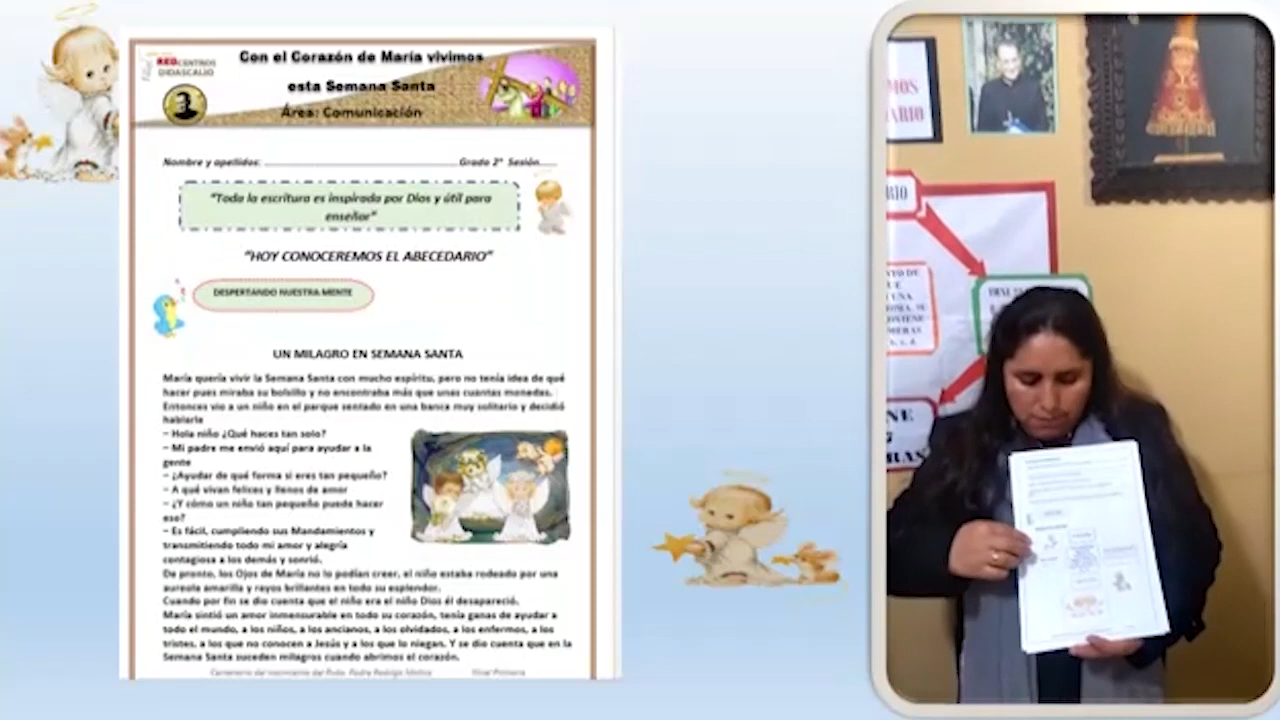 Con el Corazón de María vivimos
esta Semana Santa
Área: Comunicación
RED CENTROS
DIDASCALIO
Nombre y apellidos: Grado 2° Sesión
“Toda la escritura es inspirada por Dios y útil para
enseñar”
“HOY CONOCEREMOS EL ABECEDARIO”
DESPERTANDO NUESTRA MENTE
UN MILAGRO EN SEMANA SANTA
María quería vivir la Semana Santa con mucho espíritu, pero no tenía idea de qué
hacer pues miraba su bolsillo y no encontraba más que unas cuantas monedas.
Entonces vio a un niño en el parque sentado en una banca muy solitario y decidió
hablarle
– Hola niño ¿Qué haces tan solo?
– Mi padre me envió aquí para ayudar a la
gente
– ¿Ayudar de qué forma si eres tan pequeño?
– A qué vivan felices y llenos de amor
– ¿Y cómo un niño tan pequeño puede hacer
eso?
– Es fácil, cumpliendo sus Mandamientos y
transmitiendo todo mi amor y alegría
contagiosa a los demás y sonrió.
De pronto, los Ojos de María no lo podían creer, el niño estaba rodeado por una
aureola amarilla y rayos brillantes en todo su esplendor.
Cuando por fin se dio cuenta que el niño era el niño Dios él desapareció.
María sintió un amor inmensurable en todo su corazón, tenía ganas de ayudar a
todo el mundo, a los niños, a los ancianos, a los olvidados, a los enfermos, a los
tristes, a los que no conocen a Jesús y a los que lo niegan. Y se dio cuenta que en la
Semana Santa suceden milagros cuando abrimos el corazón.
MOS
ARIO
RIO